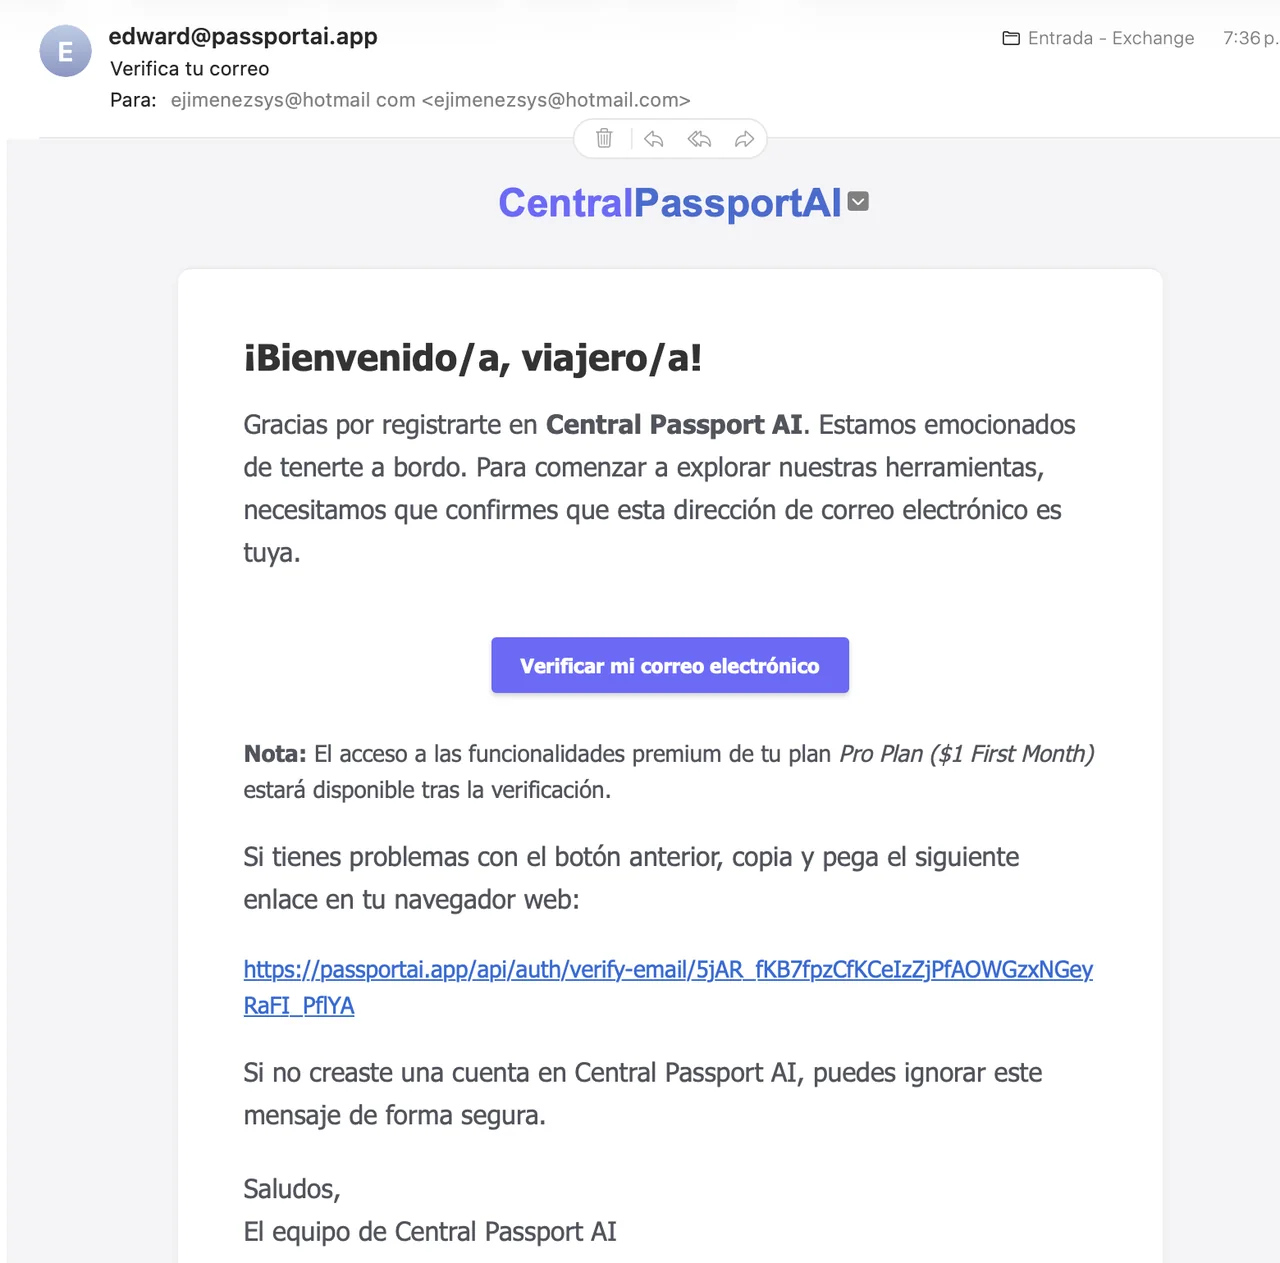 E
edward@passportai.app
Entrada - Exchange
7:36 p.
Verifica tu correo
Para: ejimenezsys@hotmail com <ejimenezsys@hotmail.com>
CentralPassportAI
¡Bienvenido/a, viajero/a!
Gracias por registrarte en Central Passport AI. Estamos emocionados
de tenerte a bordo. Para comenzar a explorar nuestras herramientas,
necesitamos que confirmes que esta dirección de correo electrónico es
tuya.
Verificar mi correo electrónico
Nota: El acceso a las funcionalidades premium de tu plan Pro Plan ($1 First Month)
estará disponible tras la verificación.
Si tienes problemas con el botón anterior, copia y pega el siguiente
enlace en tu navegador web:
https://passportai.app/api/auth/verify-email/5jAR_fKB7fpzCfKCeIzZjPfAOWGzxNGey
RaFI_PflYA
Si no creaste una cuenta en Central Passport AI, puedes ignorar este
mensaje de forma segura.
Saludos,
El equipo de Central Passport AI